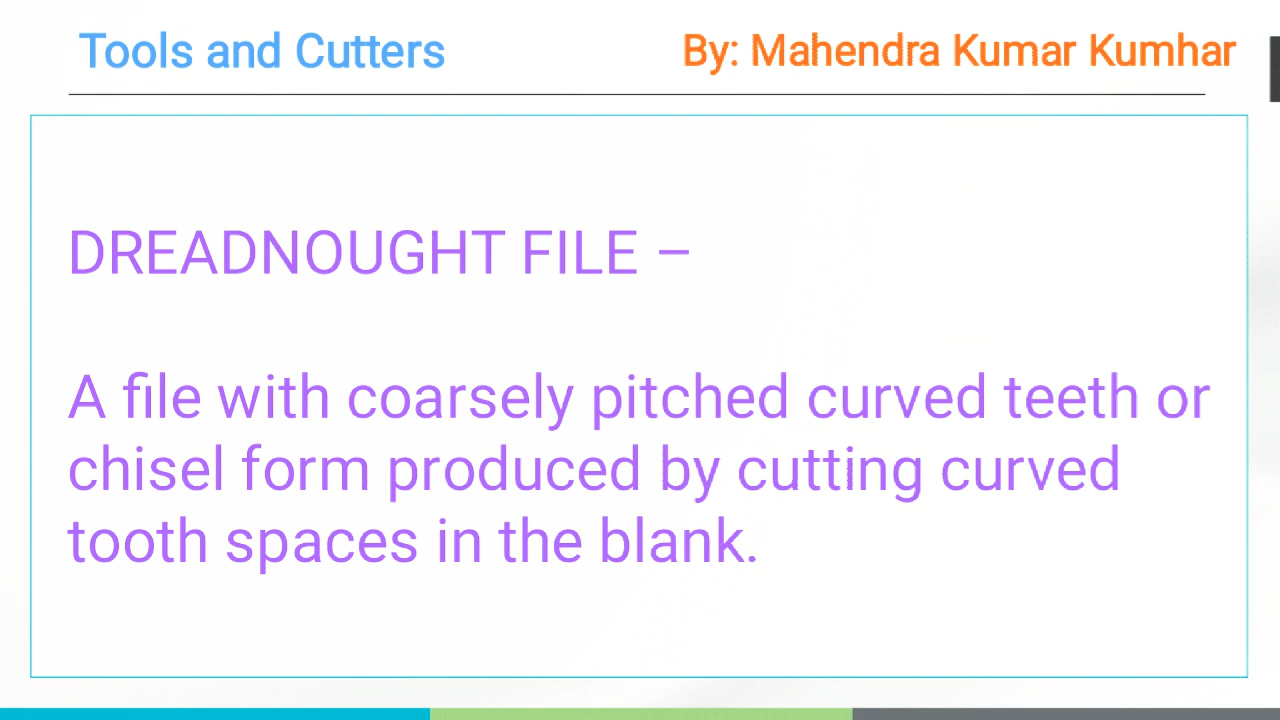 Tools and Cutters
By: Mahendra Kumar Kumhar
DREADNOUGHT FILE –
A file with coarsely pitched curved teeth or
chisel form produced by cutting curved
tooth spaces in the blank.